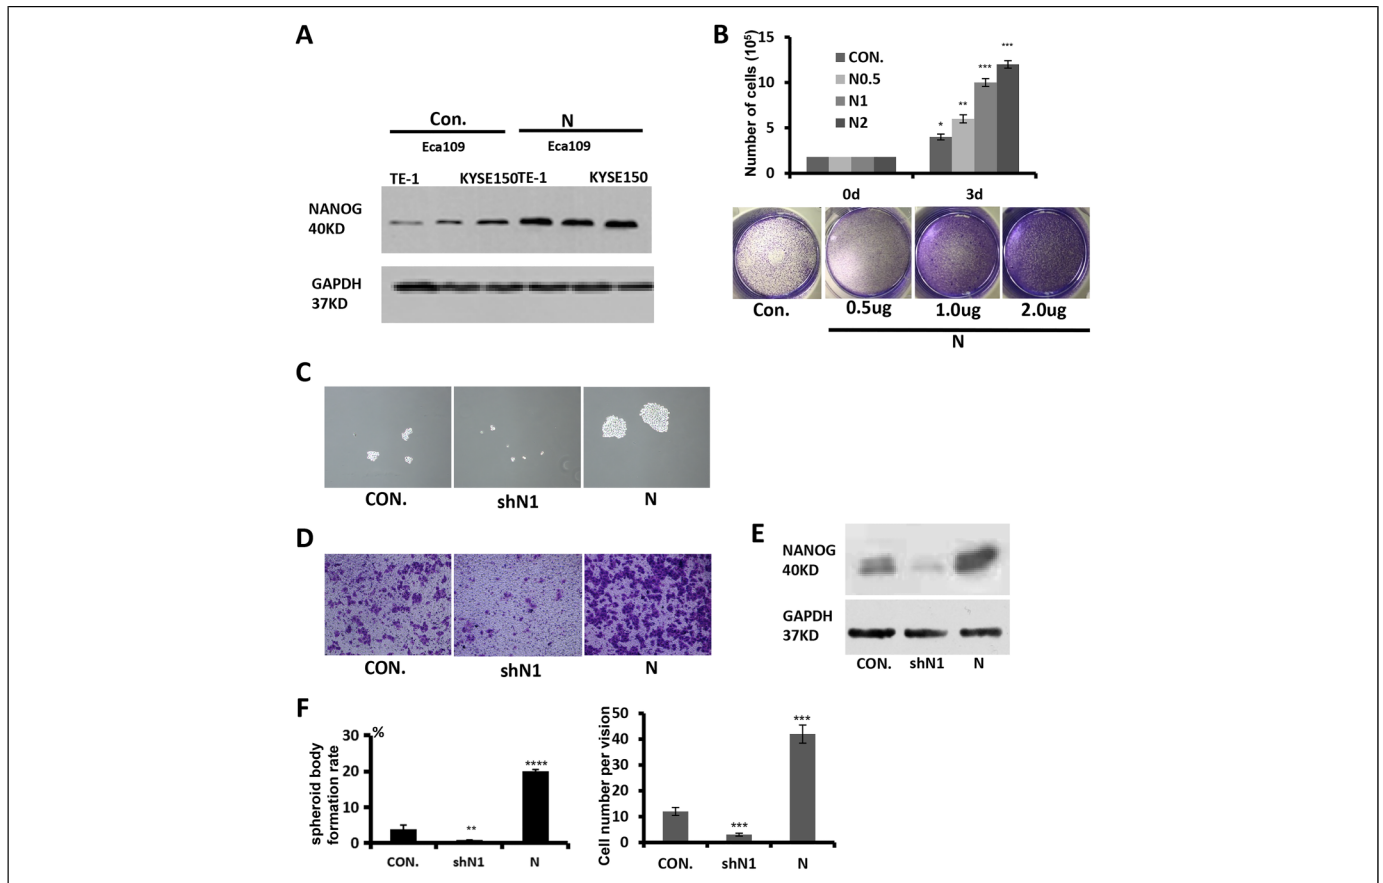 A
Con.
N
Eca109
Eca109
TE-1
KYSE150TE-1
KYSE150
NANOG
40KD
GAPDH
37KD
B
Number of cells (10⁵)
15
10
5
0
CON.
N0.5
N1
N2
*
**
***
***
0d
3d
Con.
0.5ug
1.0ug
2.0ug
N
C
CON.
shN1
N
D
CON.
shN1
N
E
NANOG
40KD
GAPDH
37KD
CON.
shN1
N
F
spheroid body
formation rate
%
30
20
10
0
**
****
CON.
shN1
N
Cell number per vision
50
40
30
20
10
0
***
***
CON.
shN1
N